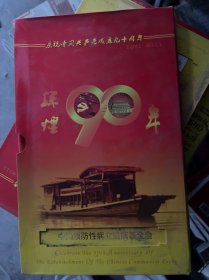 庆祝中国共产党成立九十周年
1921-2011
辉煌90年
Celebrate the 90th Anniversary Of
the Establishment Of The Chinese Communist Party